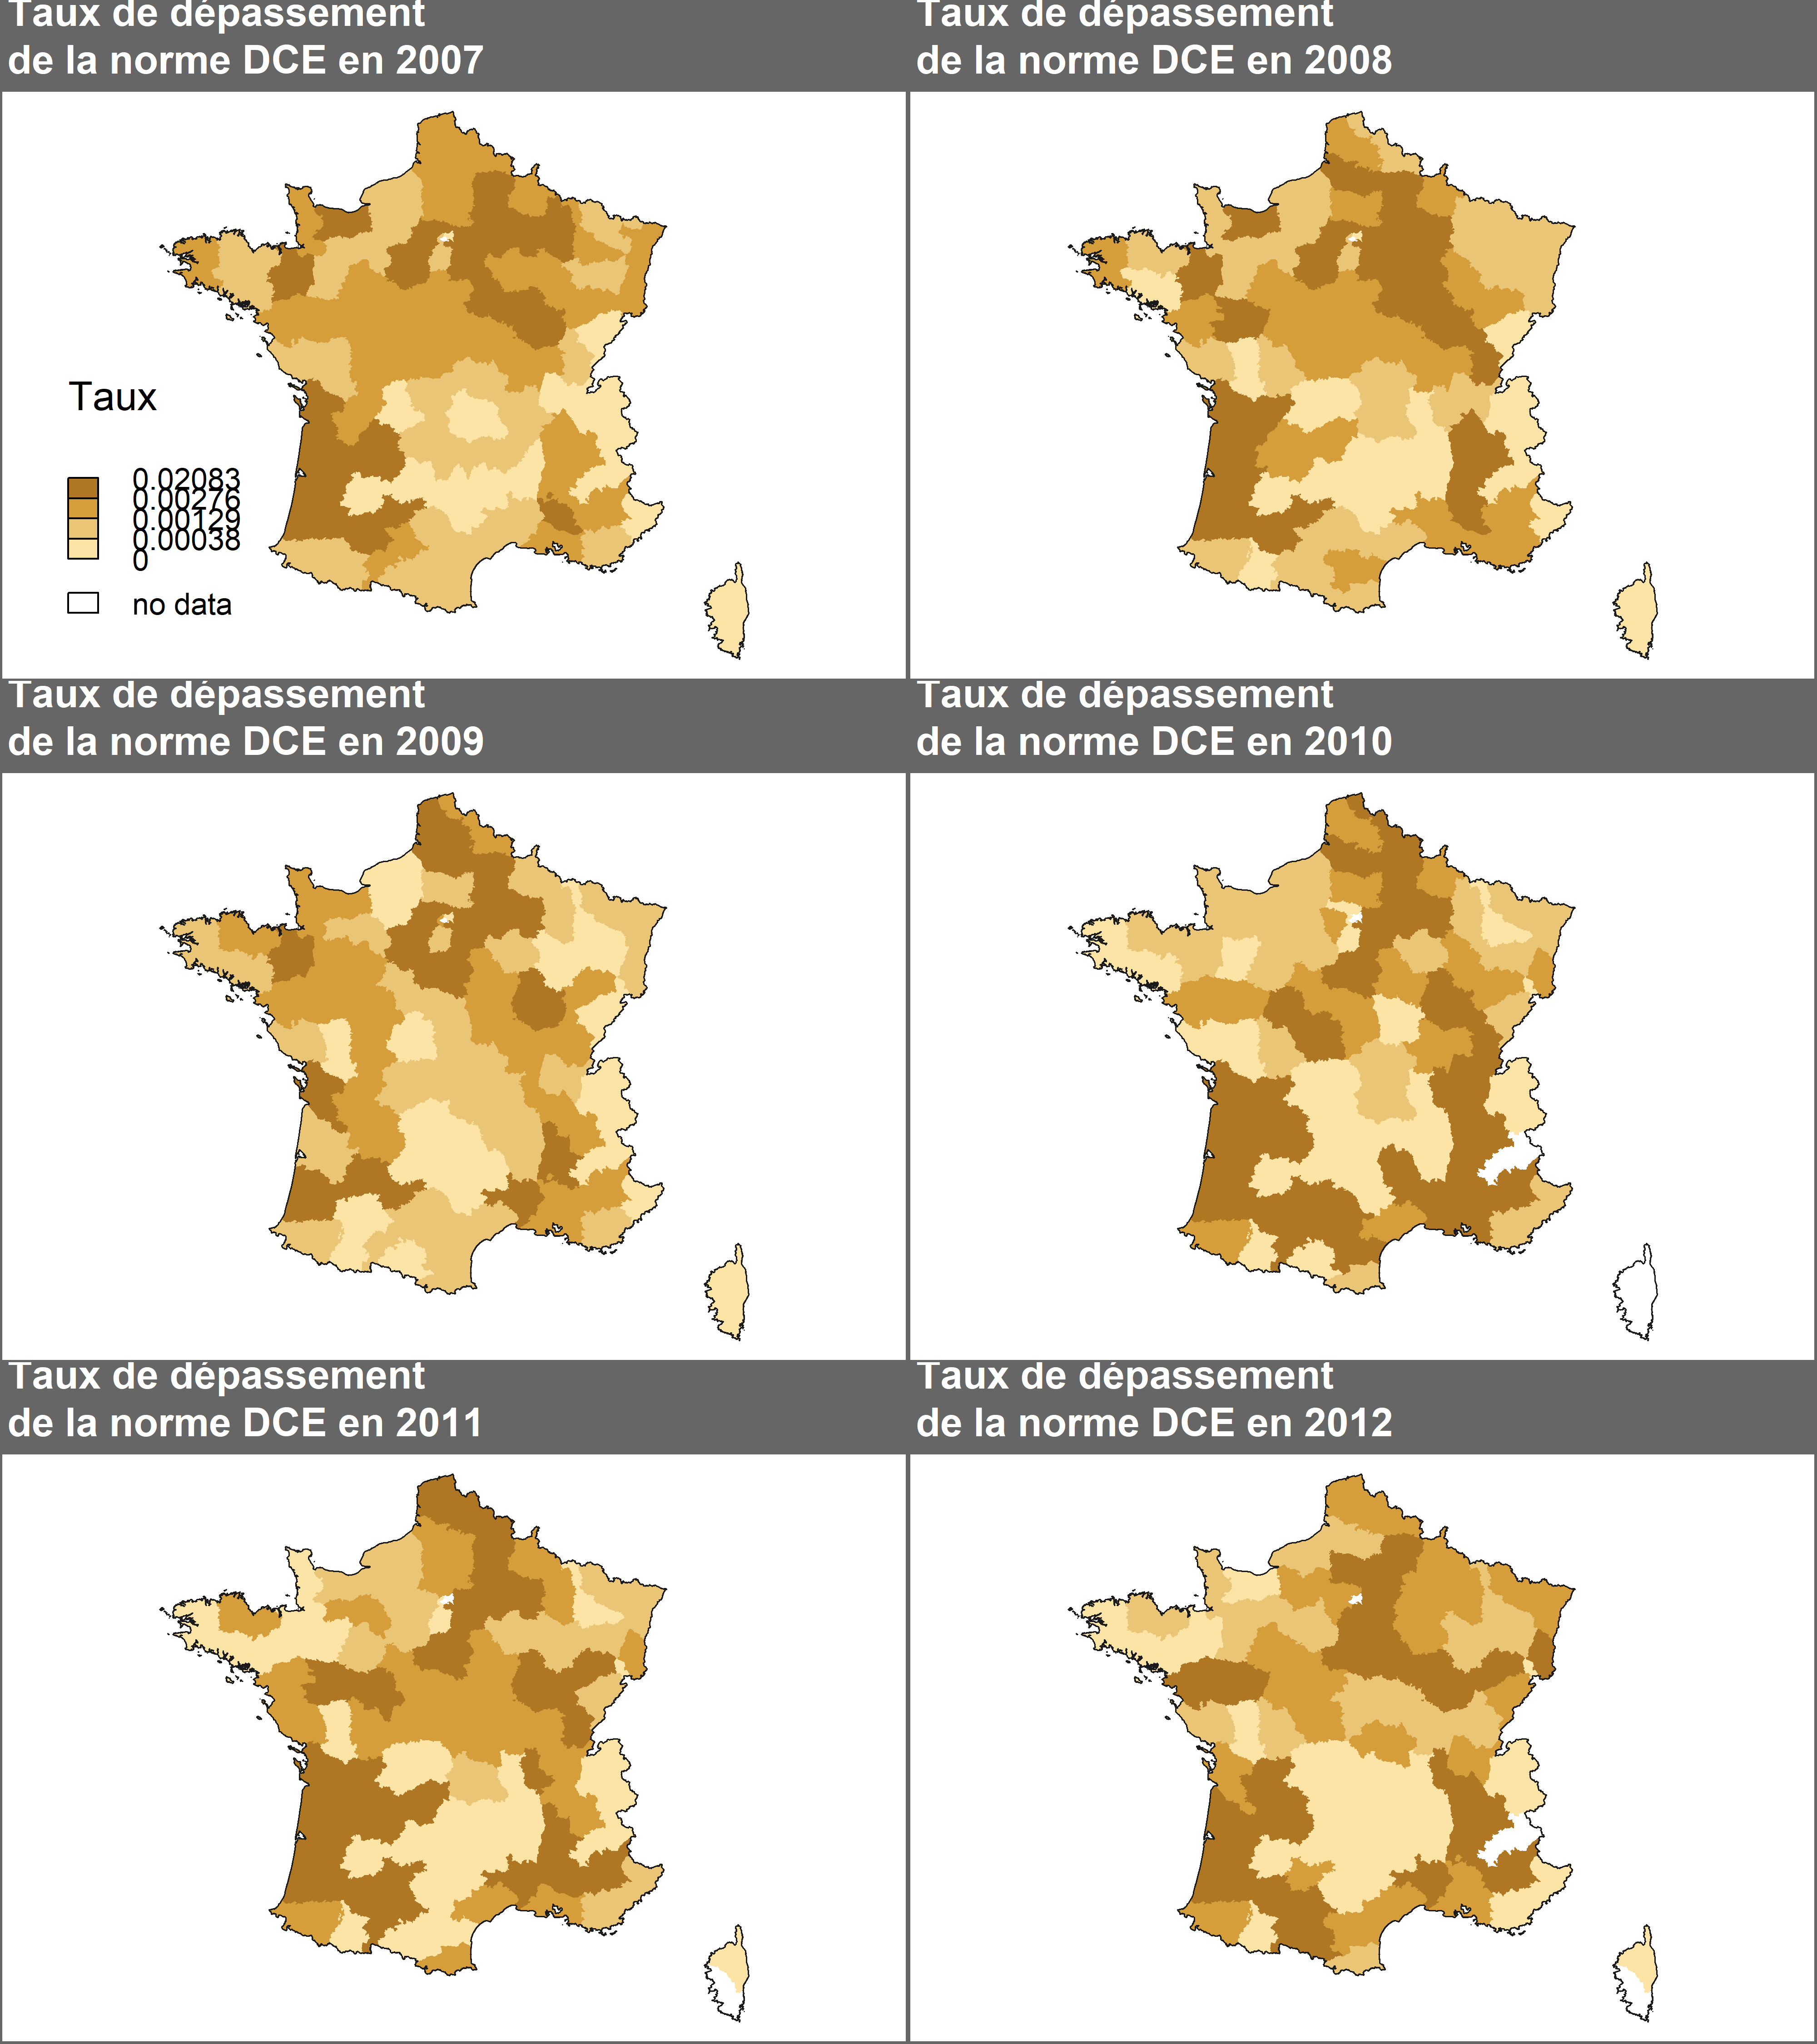 Taux de dépassement
de la norme DCE en 2007
Taux de dépassement
de la norme DCE en 2008
Taux
0.02083
0.00276
0.00129
0.00038
0
no data
Taux de dépassement
de la norme DCE en 2009
Taux de dépassement
de la norme DCE en 2010
Taux de dépassement
de la norme DCE en 2011
Taux de dépassement
de la norme DCE en 2012